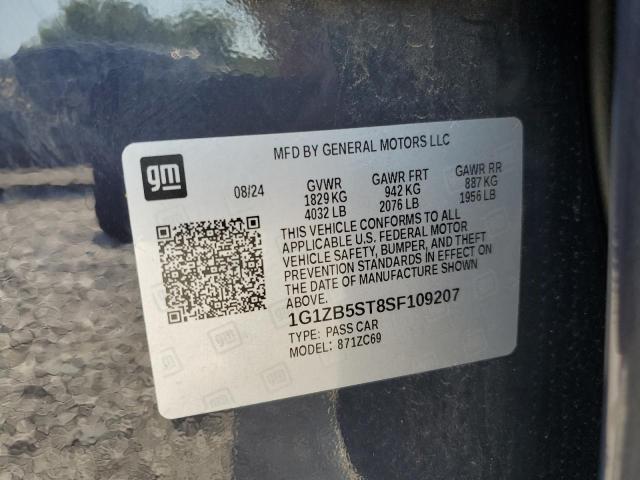 MFD BY GENERAL MOTORS LLC
gm
08/24
GVWR
1829 KG
4032 LB
GAWR FRT
942 KG
2076 LB
GAWR RR
887 KG
1956 LB
THIS VEHICLE CONFORMS TO ALL
APPLICABLE U.S. FEDERAL MOTOR
VEHICLE SAFETY, BUMPER, AND THEFT
PREVENTION STANDARDS IN EFFECT ON
THE DATE OF MANUFACTURE SHOWN
ABOVE.
1G1ZB5ST8SF109207
TYPE: PASS CAR
MODEL: 871ZC69